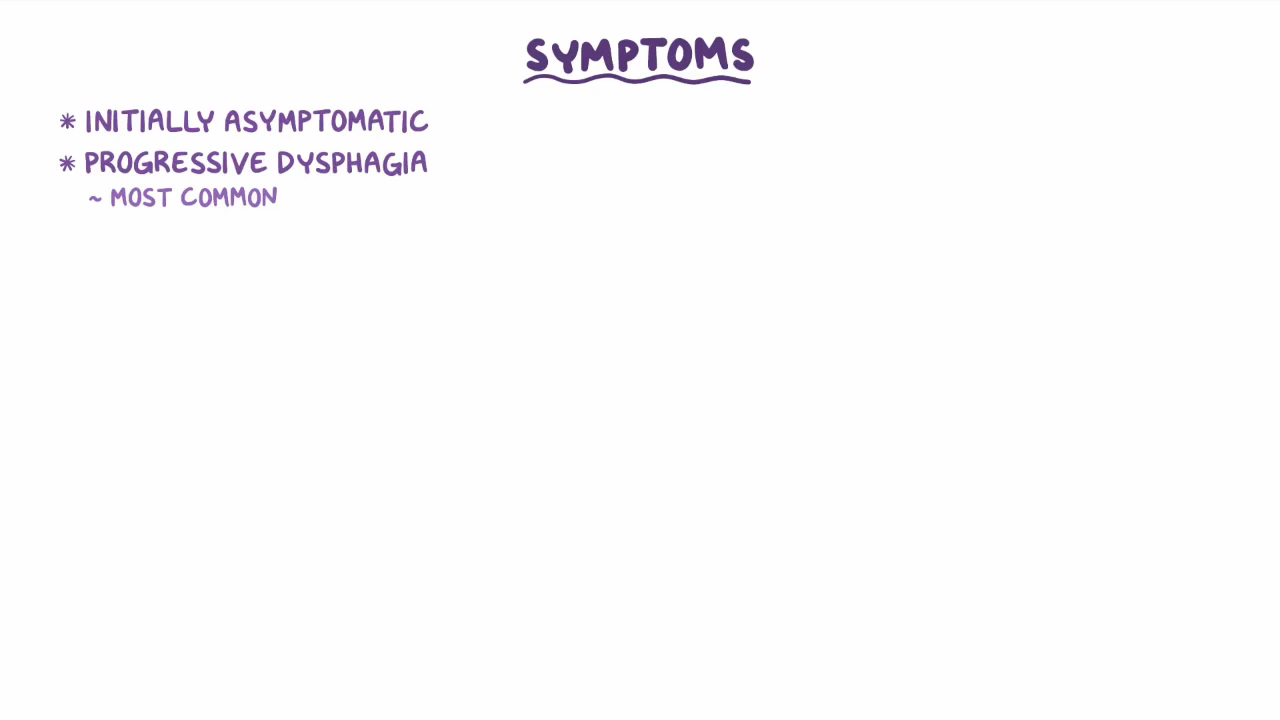 SYMPTOMS
* INITIALLY ASYMPTOMATIC
* PROGRESSIVE DYSPHAGIA
~ MOST COMMON